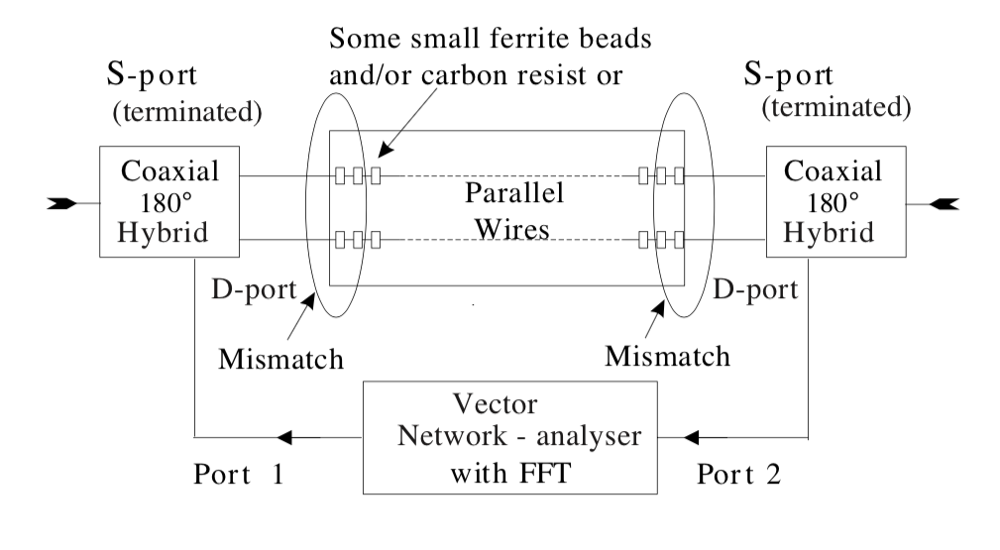 Some small ferrite beads
and/or carbon resist or
S-port
(terminated)
S-port
(terminated)
Coaxial
180°
Hybrid
Parallel
Wires
Coaxial
180°
Hybrid
D-port
D-port
Mismatch
Mismatch
Vector
Network - analyser
with FFT
Port 1
Port 2